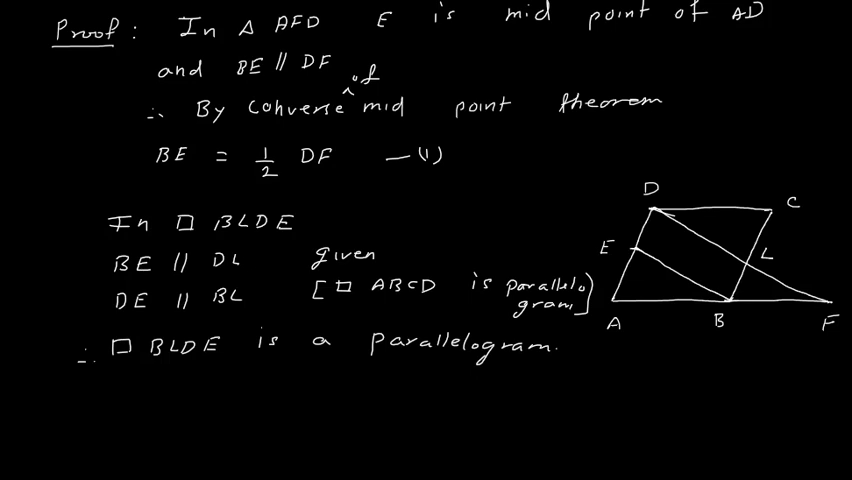 Proof : In △ AFD E is mid point of AD
and BE // DF
∴ By converse of mid point theorem
BE = 1/2 DF — (1)
In □ BLDE
BE // DL given
DE // BL [□ ABCD is parallelogram]
∴ □ BLDE is a parallelogram.
D
C
E
L
A
B
F